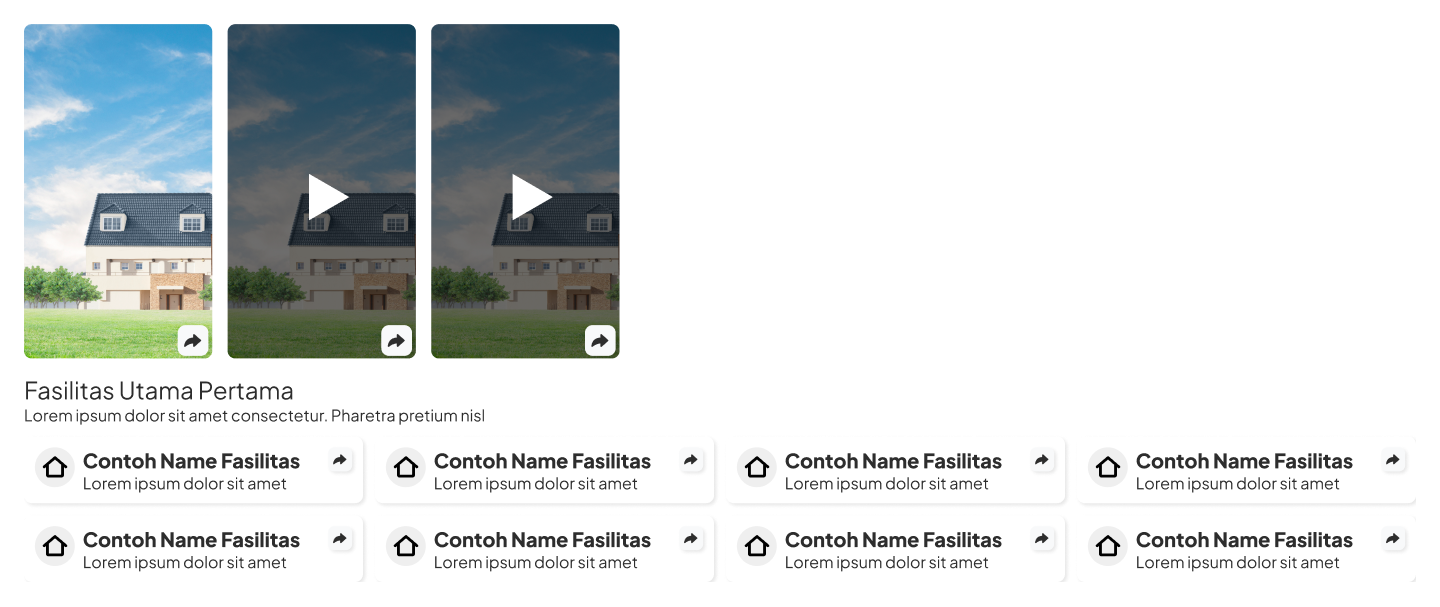 Fasilitas Utama Pertama
Lorem ipsum dolor sit amet consectetur. Pharetra pretium nisl
Contoh Name Fasilitas
Lorem ipsum dolor sit amet
Contoh Name Fasilitas
Lorem ipsum dolor sit amet
Contoh Name Fasilitas
Lorem ipsum dolor sit amet
Contoh Name Fasilitas
Lorem ipsum dolor sit amet
Contoh Name Fasilitas
Lorem ipsum dolor sit amet
Contoh Name Fasilitas
Lorem ipsum dolor sit amet
Contoh Name Fasilitas
Lorem ipsum dolor sit amet
Contoh Name Fasilitas
Lorem ipsum dolor sit amet